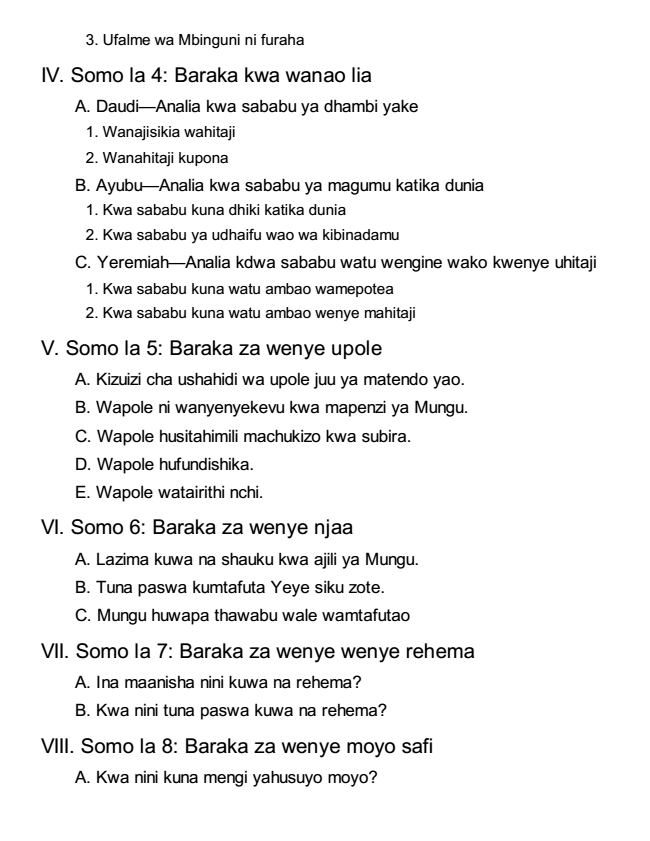 3. Ufalme wa Mbinguni ni furaha
IV. Somo la 4: Baraka kwa wanao lia
A. Daudi—Analia kwa sababu ya dhambi yake
1. Wanajisikia wahitaji
2. Wanahitaji kupona
B. Ayubu—Analia kwa sababu ya magumu katika dunia
1. Kwa sababu kuna dhiki katika dunia
2. Kwa sababu ya udhaifu wao wa kibinadamu
C. Yeremiah—Analia kdwa sababu watu wengine wako kwenye uhitaji
1. Kwa sababu kuna watu ambao wamepotea
2. Kwa sababu kuna watu ambao wenye mahitaji
V. Somo la 5: Baraka za wenye upole
A. Kizuizi cha ushahidi wa upole juu ya matendo yao.
B. Wapole ni wanyenyekevu kwa mapenzi ya Mungu.
C. Wapole husitahimili machukizo kwa subira.
D. Wapole hufundishika.
E. Wapole watairithi nchi.
VI. Somo 6: Baraka za wenye njaa
A. Lazima kuwa na shauku kwa ajili ya Mungu.
B. Tuna paswa kumtafuta Yeye siku zote.
C. Mungu huwapa thawabu wale wamtafutao
VII. Somo la 7: Baraka za wenye wenye rehema
A. Ina maanisha nini kuwa na rehema?
B. Kwa nini tuna paswa kuwa na rehema?
VIII. Somo la 8: Baraka za wenye moyo safi
A. Kwa nini kuna mengi yahusuyo moyo?